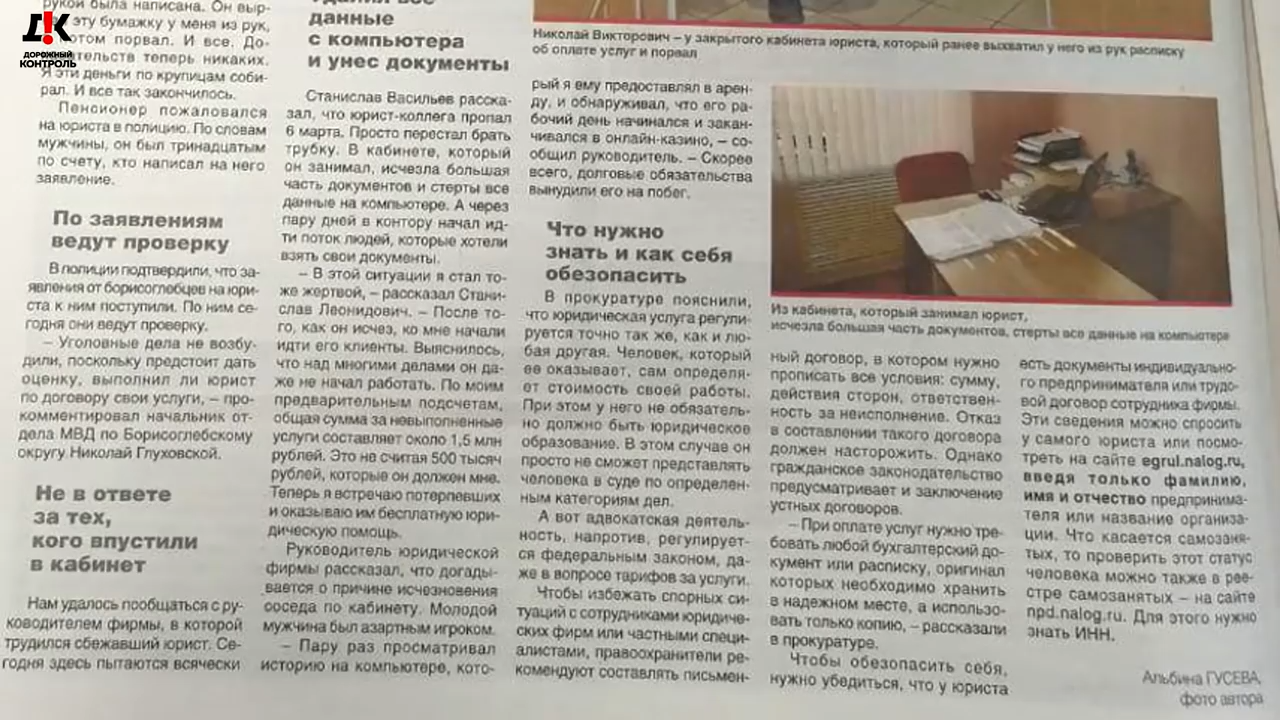 ДК
ДОРОЖНЫЙ
КОНТРОЛЬ
рукой была написана. Он выр-
эту бумажку у меня из рук,
потом порвал. И все. До-
тельств теперь никаких.
Я эти деньги по крупицам соби-
рал. И все так закончилось.
Пенсионер пожаловался
на юриста в полицию. По словам
мужчины, он был тринадцатым
по счету, кто написал на него
заявление.
По заявлениям
ведут проверку
В полиции подтвердили, что за-
явления от борисоглебцев на юри-
ста к ним поступили. По ним се-
годня они ведут проверку.
– Уголовные дела не возбу-
дили, поскольку предстоит дать
оценку, выполнил ли юрист
по договору свои услуги, – про-
комментировал начальник от-
дела МВД по Борисоглебскому
округу Николай Глуховской.
Не в ответе
за тех,
кого впустили
в кабинет
Нам удалось пообщаться с ру-
ководителем фирмы, в которой
трудился сбежавший юрист. Се-
годня здесь пытаются всячески
Удалил все
данные
с компьютера
и унес документы
Станислав Васильев расска-
зал, что юрист-коллега пропал
6 марта. Просто перестал брать
трубку. В кабинете, который
он занимал, исчезла большая
часть документов и стерты все
данные на компьютере. А через
пару дней в контору начал ид-
ти поток людей, которые хотели
взять свои документы.
– В этой ситуации я стал то-
же жертвой, – рассказал Стани-
слав Леонидович. – После то-
го, как он исчез, ко мне начали
идти его клиенты. Выяснилось,
что над многими делами он да-
же не начал работать. По моим
предварительным подсчетам,
общая сумма за невыполненные
услуги составляет около 1,5 млн
рублей. Это не считая 500 тысяч
рублей, которые он должен мне.
Теперь я встречаю потерпевших
и оказываю им бесплатную юри-
дическую помощь.
Руководитель юридической
фирмы рассказал, что догады-
вается о причине исчезновения
соседа по кабинету. Молодой
мужчина был азартным игроком.
– Пару раз просматривал
историю на компьютере, кото-
Николай Викторович – у закрытого кабинета юриста, который ранее выхватил у него из рук расписку
об оплате услуг и порвал
рый я ему предоставлял в арен-
ду, и обнаруживал, что его ра-
бочий день начинался и закан-
чивался в онлайн-казино, – со-
общил руководитель. – Скорее
всего, долговые обязательства
вынудили его на побег.
Что нужно
знать и как себя
обезопасить
В прокуратуре пояснили,
что юридическая услуга регули-
руется точно так же, как и лю-
бая другая. Человек, который
ее оказывает, сам определя-
ет стоимость своей работы.
При этом у него не обязатель-
но должно быть юридическое
образование. В этом случае он
просто не сможет представлять
человека в суде по определен-
ным категориям дел.
А вот адвокатская деятель-
ность, напротив, регулирует-
ся федеральным законом, да-
же в вопросе тарифов за услуги.
Чтобы избежать спорных си-
туаций с сотрудниками юридиче-
ских фирм или частными специ-
алистами, правоохранители ре-
комендуют составлять письмен-
Из кабинета, который занимал юрист,
исчезла большая часть документов, стерты все данные на компьютере
ный договор, в котором нужно
прописать все условия: сумму,
действия сторон, ответствен-
ность за неисполнение. Отказ
в составлении такого договора
должен насторожить. Однако
гражданское законодательство
предусматривает и заключение
устных договоров.
– При оплате услуг нужно тре-
бовать любой бухгалтерский до-
кумент или расписку, оригинал
которых необходимо хранить
в надежном месте, а использо-
вать только копию, – рассказали
в прокуратуре.
Чтобы обезопасить себя,
нужно убедиться, что у юриста
есть документы индивидуально-
го предпринимателя или трудо-
вой договор сотрудника фирмы.
Эти сведения можно спросить
у самого юриста или посмо-
треть на сайте egrul.nalog.ru,
введя только фамилию,
имя и отчество предпринима-
теля или название организа-
ции. Что касается самозаня-
тых, то проверить этот статус
человека можно также в рее-
стре самозанятых – на сайте
npd.nalog.ru. Для этого нужно
знать ИНН.
Альбина ГУСЕВА,
фото автора